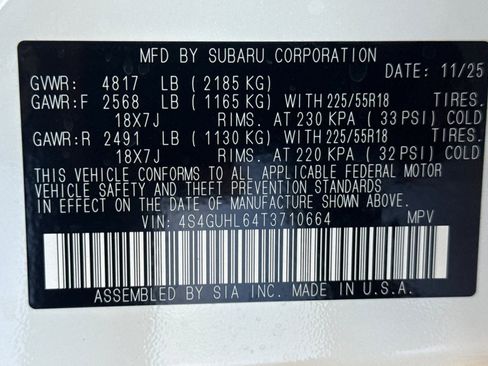 MFD BY SUBARU CORPORATION
DATE: 11/25
GVWR: 4817 LB (2185 KG)
GAWR:F 2568 LB (1165 KG) WITH 225/55R18 TIRES.
18X7J RIMS. AT 230 KPA (33 PSI) COLD
GAWR:R 2491 LB (1130 KG) WITH 225/55R18 TIRES.
18X7J RIMS. AT 220 KPA (32 PSI) COLD
THIS VEHICLE CONFORMS TO ALL APPLICABLE FEDERAL MOTOR
VEHICLE SAFETY AND THEFT PREVENTION STANDARDS
IN EFFECT ON THE DATE OF MANUFACTURE SHOWN ABOVE.
VIN: 4S4GUHL64T3710664 MPV
ASSEMBLED BY SIA INC. MADE IN U.S.A.